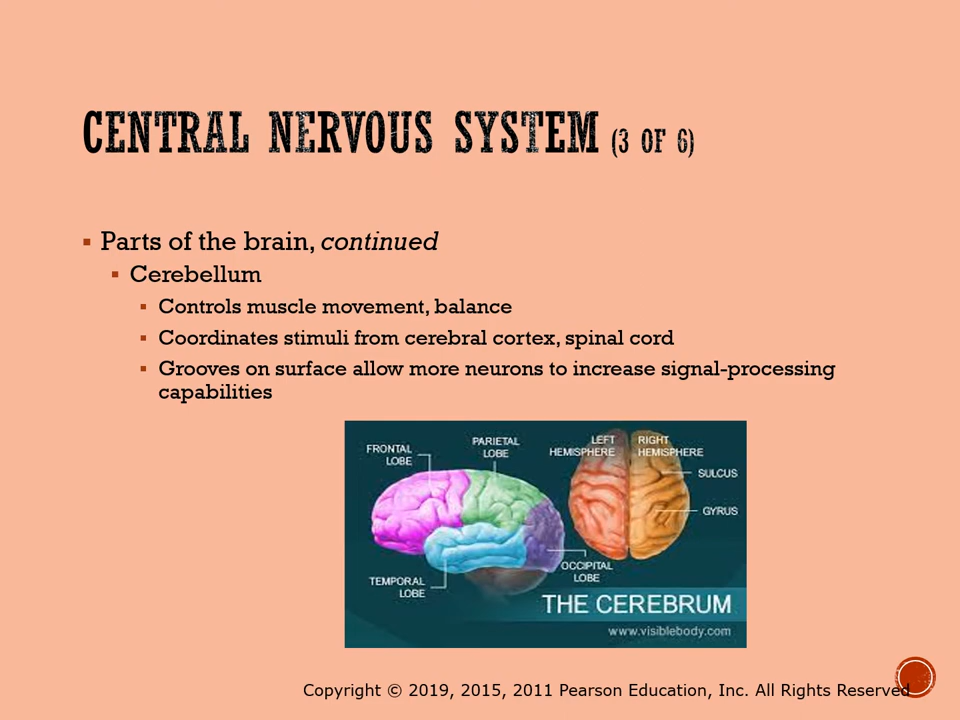 CENTRAL NERVOUS SYSTEM (3 OF 6)
Parts of the brain, continued
Cerebellum
Controls muscle movement, balance
Coordinates stimuli from cerebral cortex, spinal cord
Grooves on surface allow more neurons to increase signal-processing
capabilities
FRONTAL
LOBE
PARIETAL
LOBE
LEFT
HEMISPHERE
RIGHT
HEMISPHERE
SULCUS
GYRUS
OCCIPITAL
LOBE
TEMPORAL
LOBE
THE CEREBRUM
www.visiblebody.com
Copyright © 2019, 2015, 2011 Pearson Education, Inc. All Rights Reserved